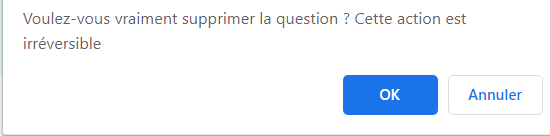 Voulez-vous vraiment supprimer la question ? Cette action est
irréversible
OK Annuler